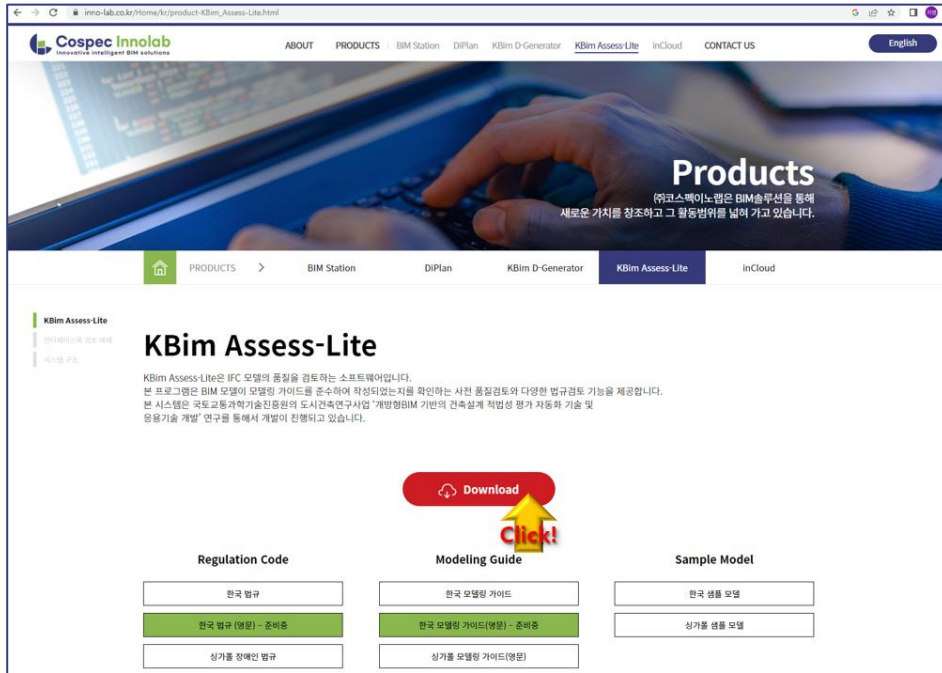 inno-lab.co.kr/Home/kr/product-KBim_Assess-Lite.html
Cospec Innolab
Innovative intelligent BIM solutions
ABOUT PRODUCTS BIM Station DiPlan KBim D-Generator KBim Assess-Lite inCloud CONTACT US English
Products
(주)코스펙이노랩은 BIM솔루션을 통해
새로운 가치를 창조하고 그 활동범위를 넓혀 가고 있습니다.
PRODUCTS > BIM Station DiPlan KBim D-Generator KBim Assess-Lite inCloud
KBim Assess-Lite
시스템 구조
KBim Assess-Lite
KBim Assess-Lite은 IFC 모델의 품질을 검토하는 소프트웨어입니다.
본 프로그램은 BIM 모델이 모델링 가이드를 준수하여 작성되었는지를 확인하는 사전 품질검토와 다양한 법규검토 기능을 제공합니다.
본 시스템은 국토교통과학기술진흥원의 도시건축연구사업 '개방형BIM 기반의 건축설계 적법성 평가 자동화 기술 및
응용기술 개발' 연구를 통해서 개발이 진행되고 있습니다.
Download
Click!
Regulation Code Modeling Guide Sample Model
한국 법규 한국 모델링 가이드 한국 샘플 모델
한국 법규 (영문) - 준비중 한국 모델링 가이드(영문) - 준비중 싱가폴 샘플 모델
싱가폴 장애인 법규 싱가폴 모델링 가이드(영문)